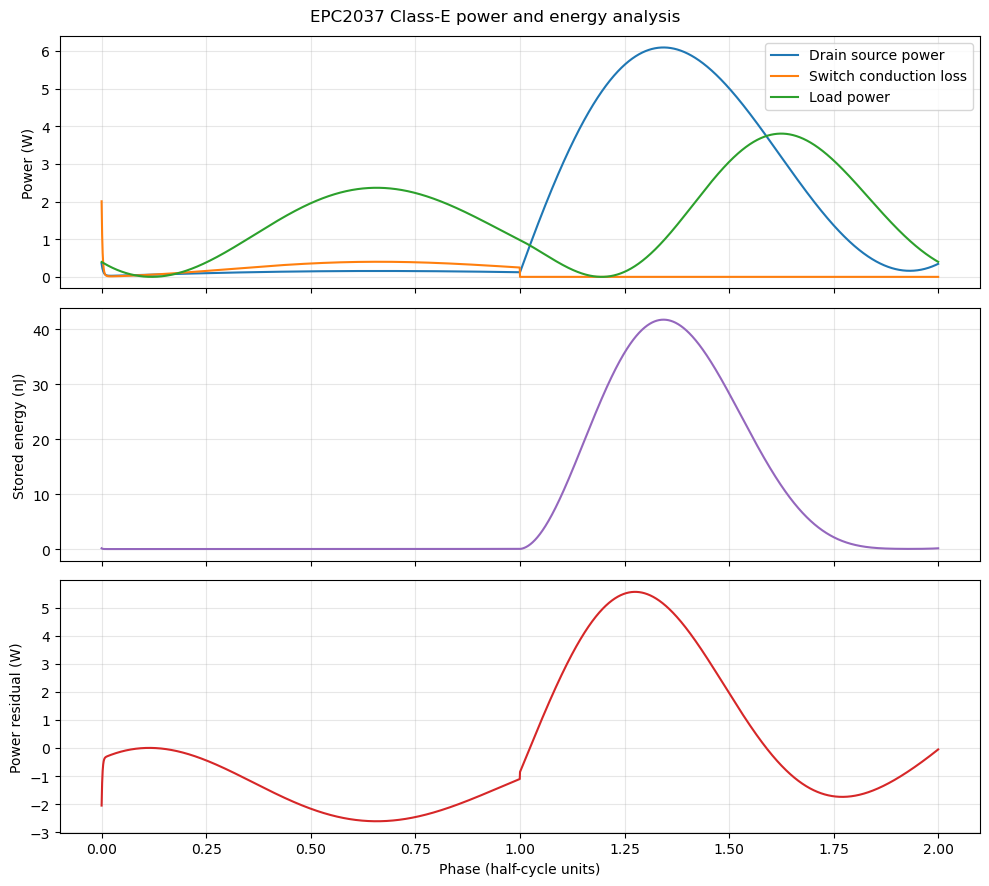 EPC2037 Class-E power and energy analysis
Drain source power
Switch conduction loss
Load power
Power (W)
6
5
4
3
2
1
0
Stored energy (nJ)
40
30
20
10
0
Power residual (W)
5
4
3
2
1
0
−1
−2
−3
0.00 0.25 0.50 0.75 1.00 1.25 1.50 1.75 2.00
Phase (half-cycle units)